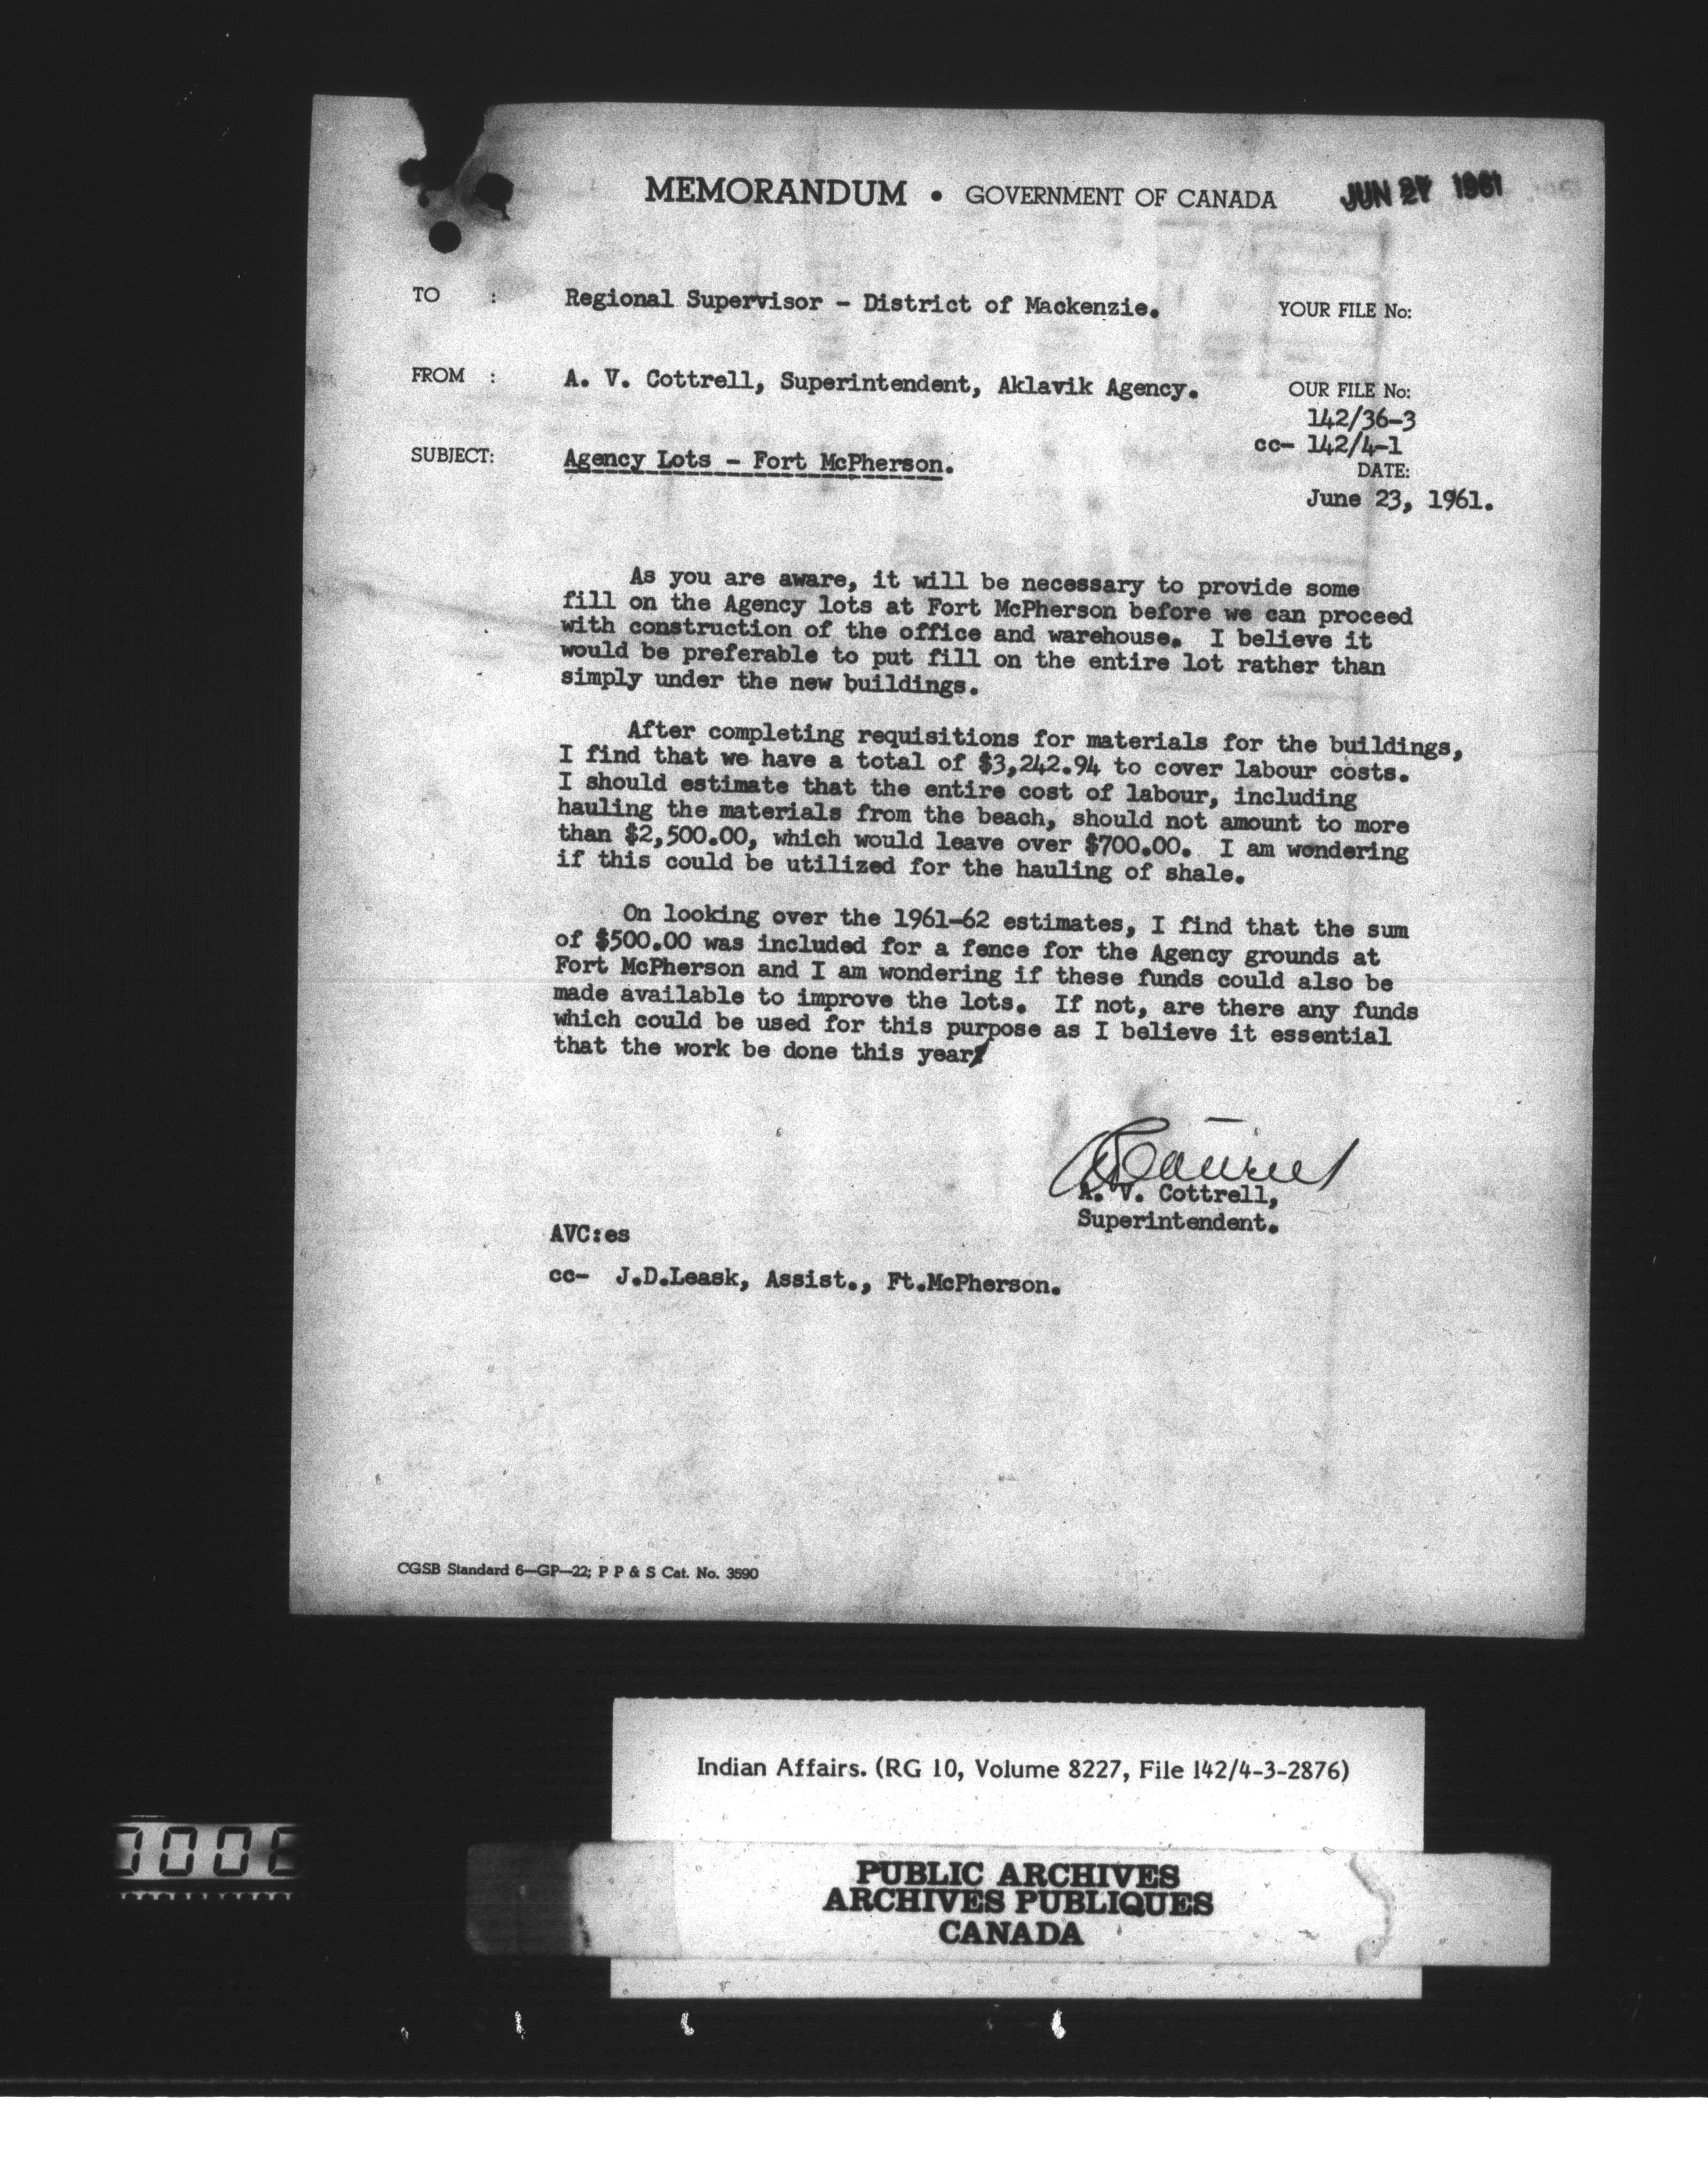 MEMORANDUM • GOVERNMENT OF CANADA
JUN 27 1961
TO : Regional Supervisor - District of Mackenzie.
YOUR FILE No:
FROM : A. V. Cottrell, Superintendent, Aklavik Agency.
OUR FILE No:
142/36-3
cc- 142/4-1
SUBJECT: Agency Lots - Fort McPherson.
DATE:
June 23, 1961.
As you are aware, it will be necessary to provide some
fill on the Agency lots at Fort McPherson before we can proceed
with construction of the office and warehouse. I believe it
would be preferable to put fill on the entire lot rather than
simply under the new buildings.
After completing requisitions for materials for the buildings,
I find that we have a total of $3,242.94 to cover labour costs.
I should estimate that the entire cost of labour, including
hauling the materials from the beach, should not amount to more
than $2,500.00, which would leave over $700.00. I am wondering
if this could be utilized for the hauling of shale.
On looking over the 1961-62 estimates, I find that the sum
of $500.00 was included for a fence for the Agency grounds at
Fort McPherson and I am wondering if these funds could also be
made available to improve the lots. If not, are there any funds
which could be used for this purpose as I believe it essential
that the work be done this year
A. V. Cottrell,
Superintendent.
AVC:es
cc- J.D.Leask, Assist., Ft.McPherson.
CGSB Standard 6-GP-22; P P & S Cat. No. 3590
Indian Affairs. (RG 10, Volume 8227, File 142/4-3-2876)
PUBLIC ARCHIVES
ARCHIVES PUBLIQUES
CANADA